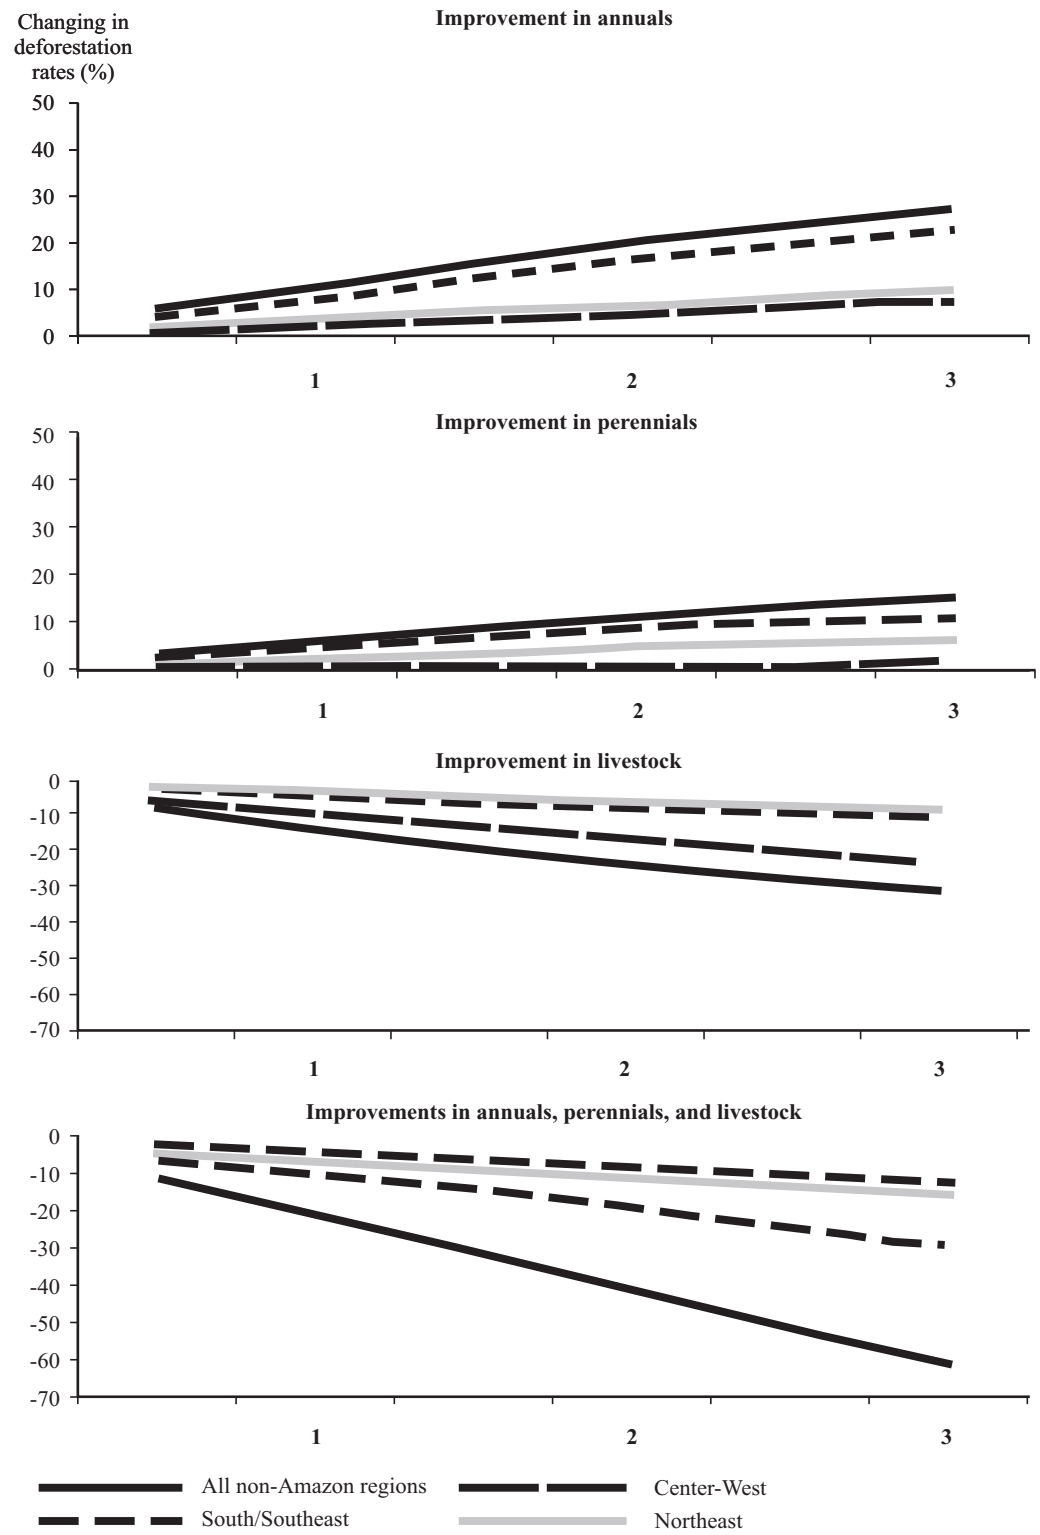 Improvement in annuals
Changing in
deforestation
rates (%)
50
40
30
20
10
0
1 2 3
Improvement in perennials
50
40
30
20
10
0
1 2 3
Improvement in livestock
0
-10
-20
-30
-40
-50
-60
-70
1 2 3
Improvements in annuals, perennials, and livestock
0
-10
-20
-30
-40
-50
-60
-70
1 2 3
All non-Amazon regions Center-West
South/Southeast Northeast